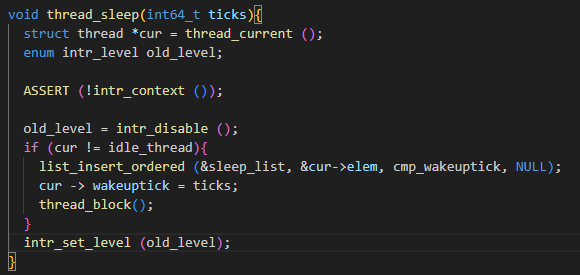 void thread_sleep(int64_t ticks){
struct thread *cur = thread_current ();
enum intr_level old_level;
ASSERT (!intr_context ());
old_level = intr_disable ();
if (cur != idle_thread){
list_insert_ordered (&sleep_list, &cur->elem, cmp_wakeuptick, NULL);
cur -> wakeuptick = ticks;
thread_block();
}
intr_set_level (old_level);
}